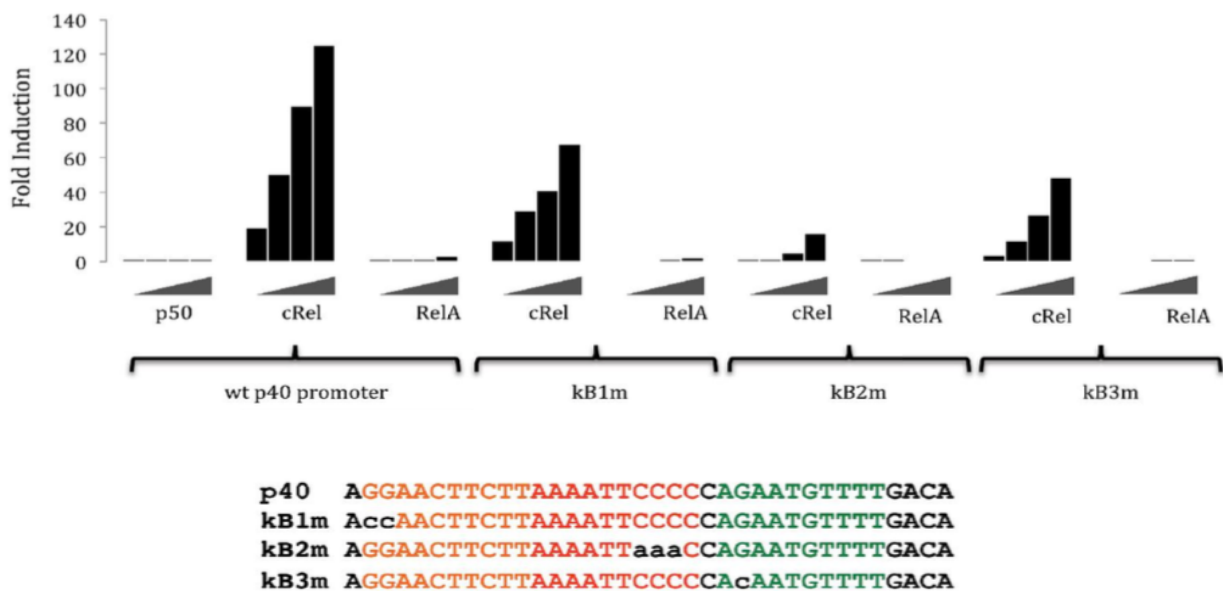 140
120
100
80
60
40
20
0
Fold Induction
p50 cRel RelA cRel RelA cRel RelA cRel RelA
wt p40 promoter kB1m kB2m kB3m
p40 AGGAACTTCTTAAAATTCCCCCAGAATGTTTTGACA
kB1m AccAACTTCTTAAAATTCCCCCAGAATGTTTTGACA
kB2m AGGAACTTCTTAAAATTaaaCCAGAATGTTTTGACA
kB3m AGGAACTTCTTAAAATTCCCCCAcAATGTTTTGACA